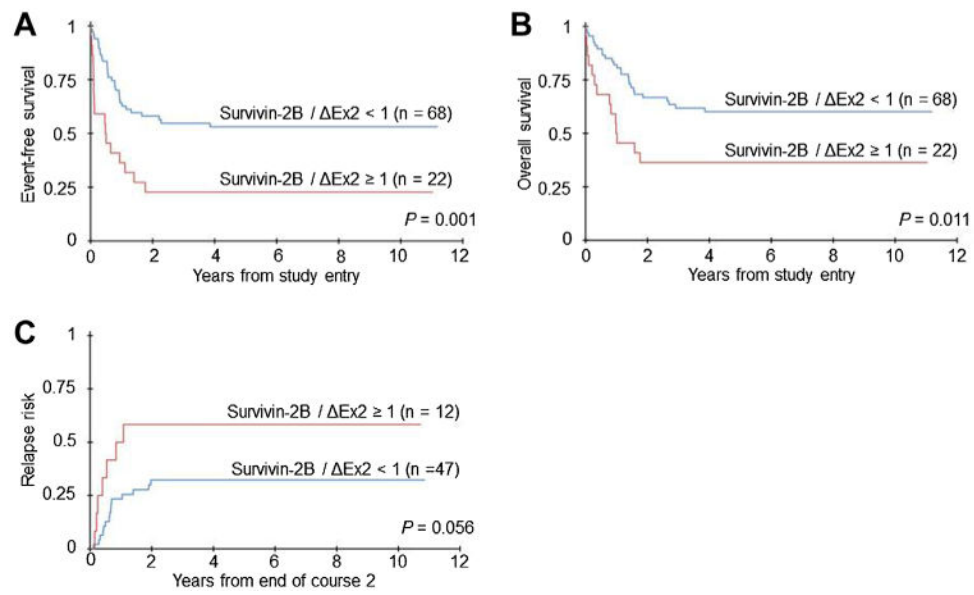 A
Event-free survival
1
0.75
0.5
0.25
0
Survivin-2B / ΔEx2 < 1 (n = 68)
Survivin-2B / ΔEx2 ≥ 1 (n = 22)
P = 0.001
0 2 4 6 8 10 12
Years from study entry
B
Overall survival
1
0.75
0.5
0.25
0
Survivin-2B / ΔEx2 < 1 (n = 68)
Survivin-2B / ΔEx2 ≥ 1 (n = 22)
P = 0.011
0 2 4 6 8 10 12
Years from study entry
C
Relapse risk
1
0.75
0.5
0.25
0
Survivin-2B / ΔEx2 ≥ 1 (n = 12)
Survivin-2B / ΔEx2 < 1 (n =47)
P = 0.056
0 2 4 6 8 10 12
Years from end of course 2